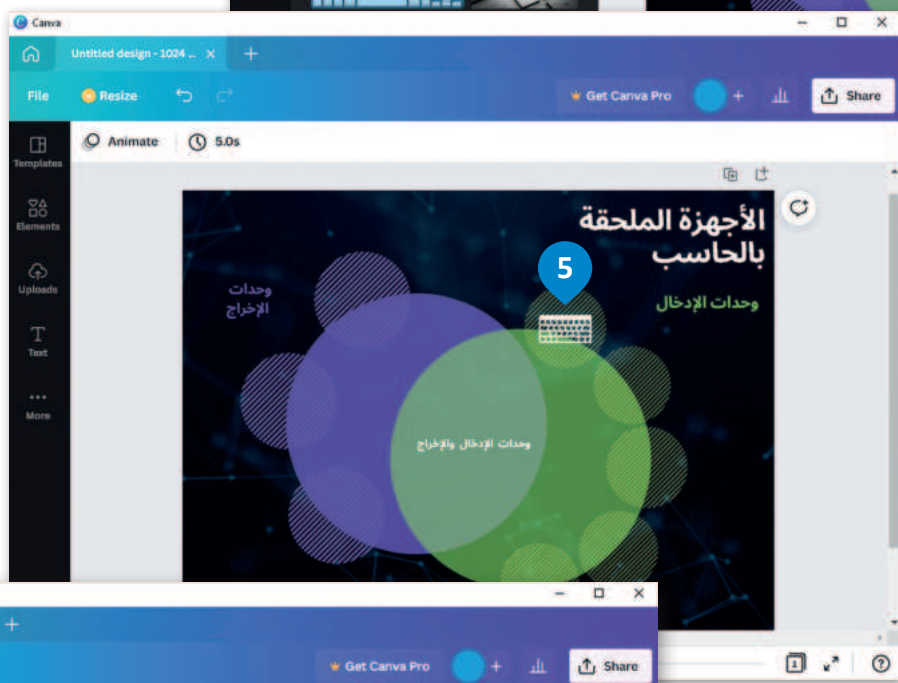 Canva
Untitled design - 1024 ...
File
Resize
Get Canva Pro
Share
Animate
5.0s
Templates
Elements
Uploads
Text
More
الأجهزة الملحقة
بالحاسب
5
وحدات
الإخراج
وحدات الإدخال
وحدات الإدخال والإخراج
1
Get Canva Pro
Share